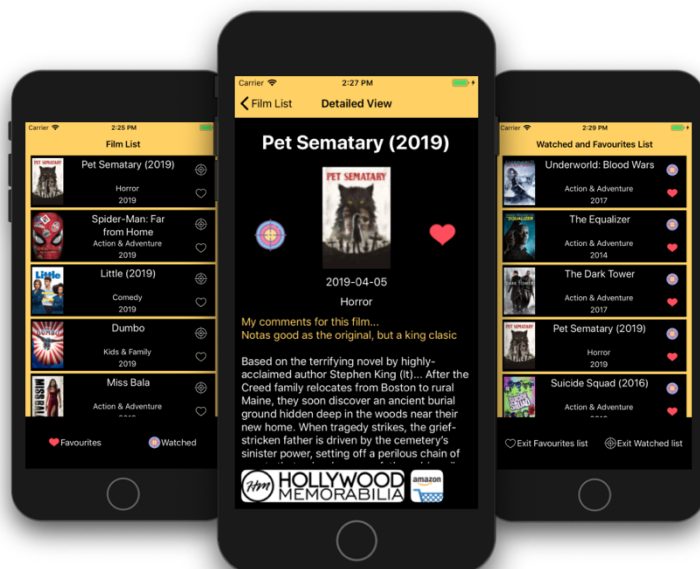 Carrier
2:25 PM
Film List
Pet Sematary (2019)
Horror
2019
Spider-Man: Far
from Home
Action & Adventure
2019
Little
Little (2019)
Comedy
2019
Dumbo
Kids & Family
2019
Miss Bala
Action & Adventure
Favourites
Watched
Carrier
2:27 PM
Film List
Detailed View
Pet Sematary (2019)
PET SEMATARY
2019-04-05
Horror
My comments for this film...
Notas good as the original, but a king clasic
Based on the terrifying novel by highly-
acclaimed author Stephen King (It)... After the
Creed family relocates from Boston to rural
Maine, they soon discover an ancient burial
ground hidden deep in the woods near their
new home. When tragedy strikes, the grief-
stricken father is driven by the cemetery's
sinister power, setting off a perilous chain of
Hm HOLLYWOOD
MEMORABILIA
amazon
Carrier
2:29 PM
Watched and Favourites List
Underworld: Blood Wars
Action & Adventure
2017
EQUALIZER
The Equalizer
Action & Adventure
2014
The Dark Tower
Action & Adventure
2017
PET SEMATARY
Pet Sematary (2019)
Horror
2019
Suicide Squad (2016)
Action & Adventure
Exit Favourites list
Exit Watched list